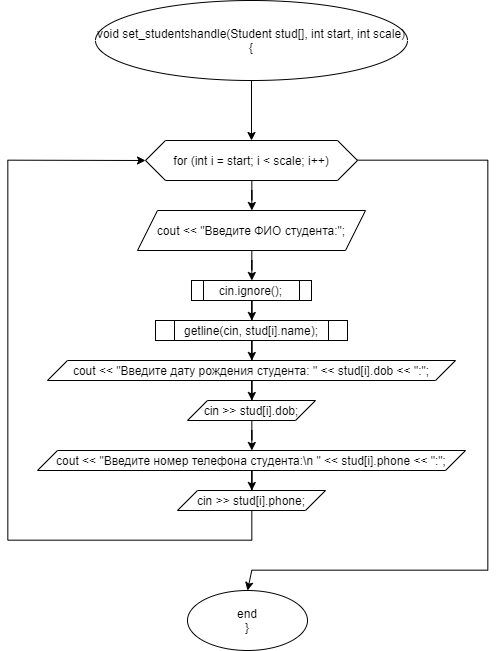 void set_studentshandle(Student stud[], int start, int scale)
{
for (int i = start; i < scale; i++)
cout << "Введите ФИО студента:";
cin.ignore();
getline(cin, stud[i].name);
cout << "Введите дату рождения студента: " << stud[i].dob << ":";
cin >> stud[i].dob;
cout << "Введите номер телефона студента:\n " << stud[i].phone << ":";
cin >> stud[i].phone;
end
}